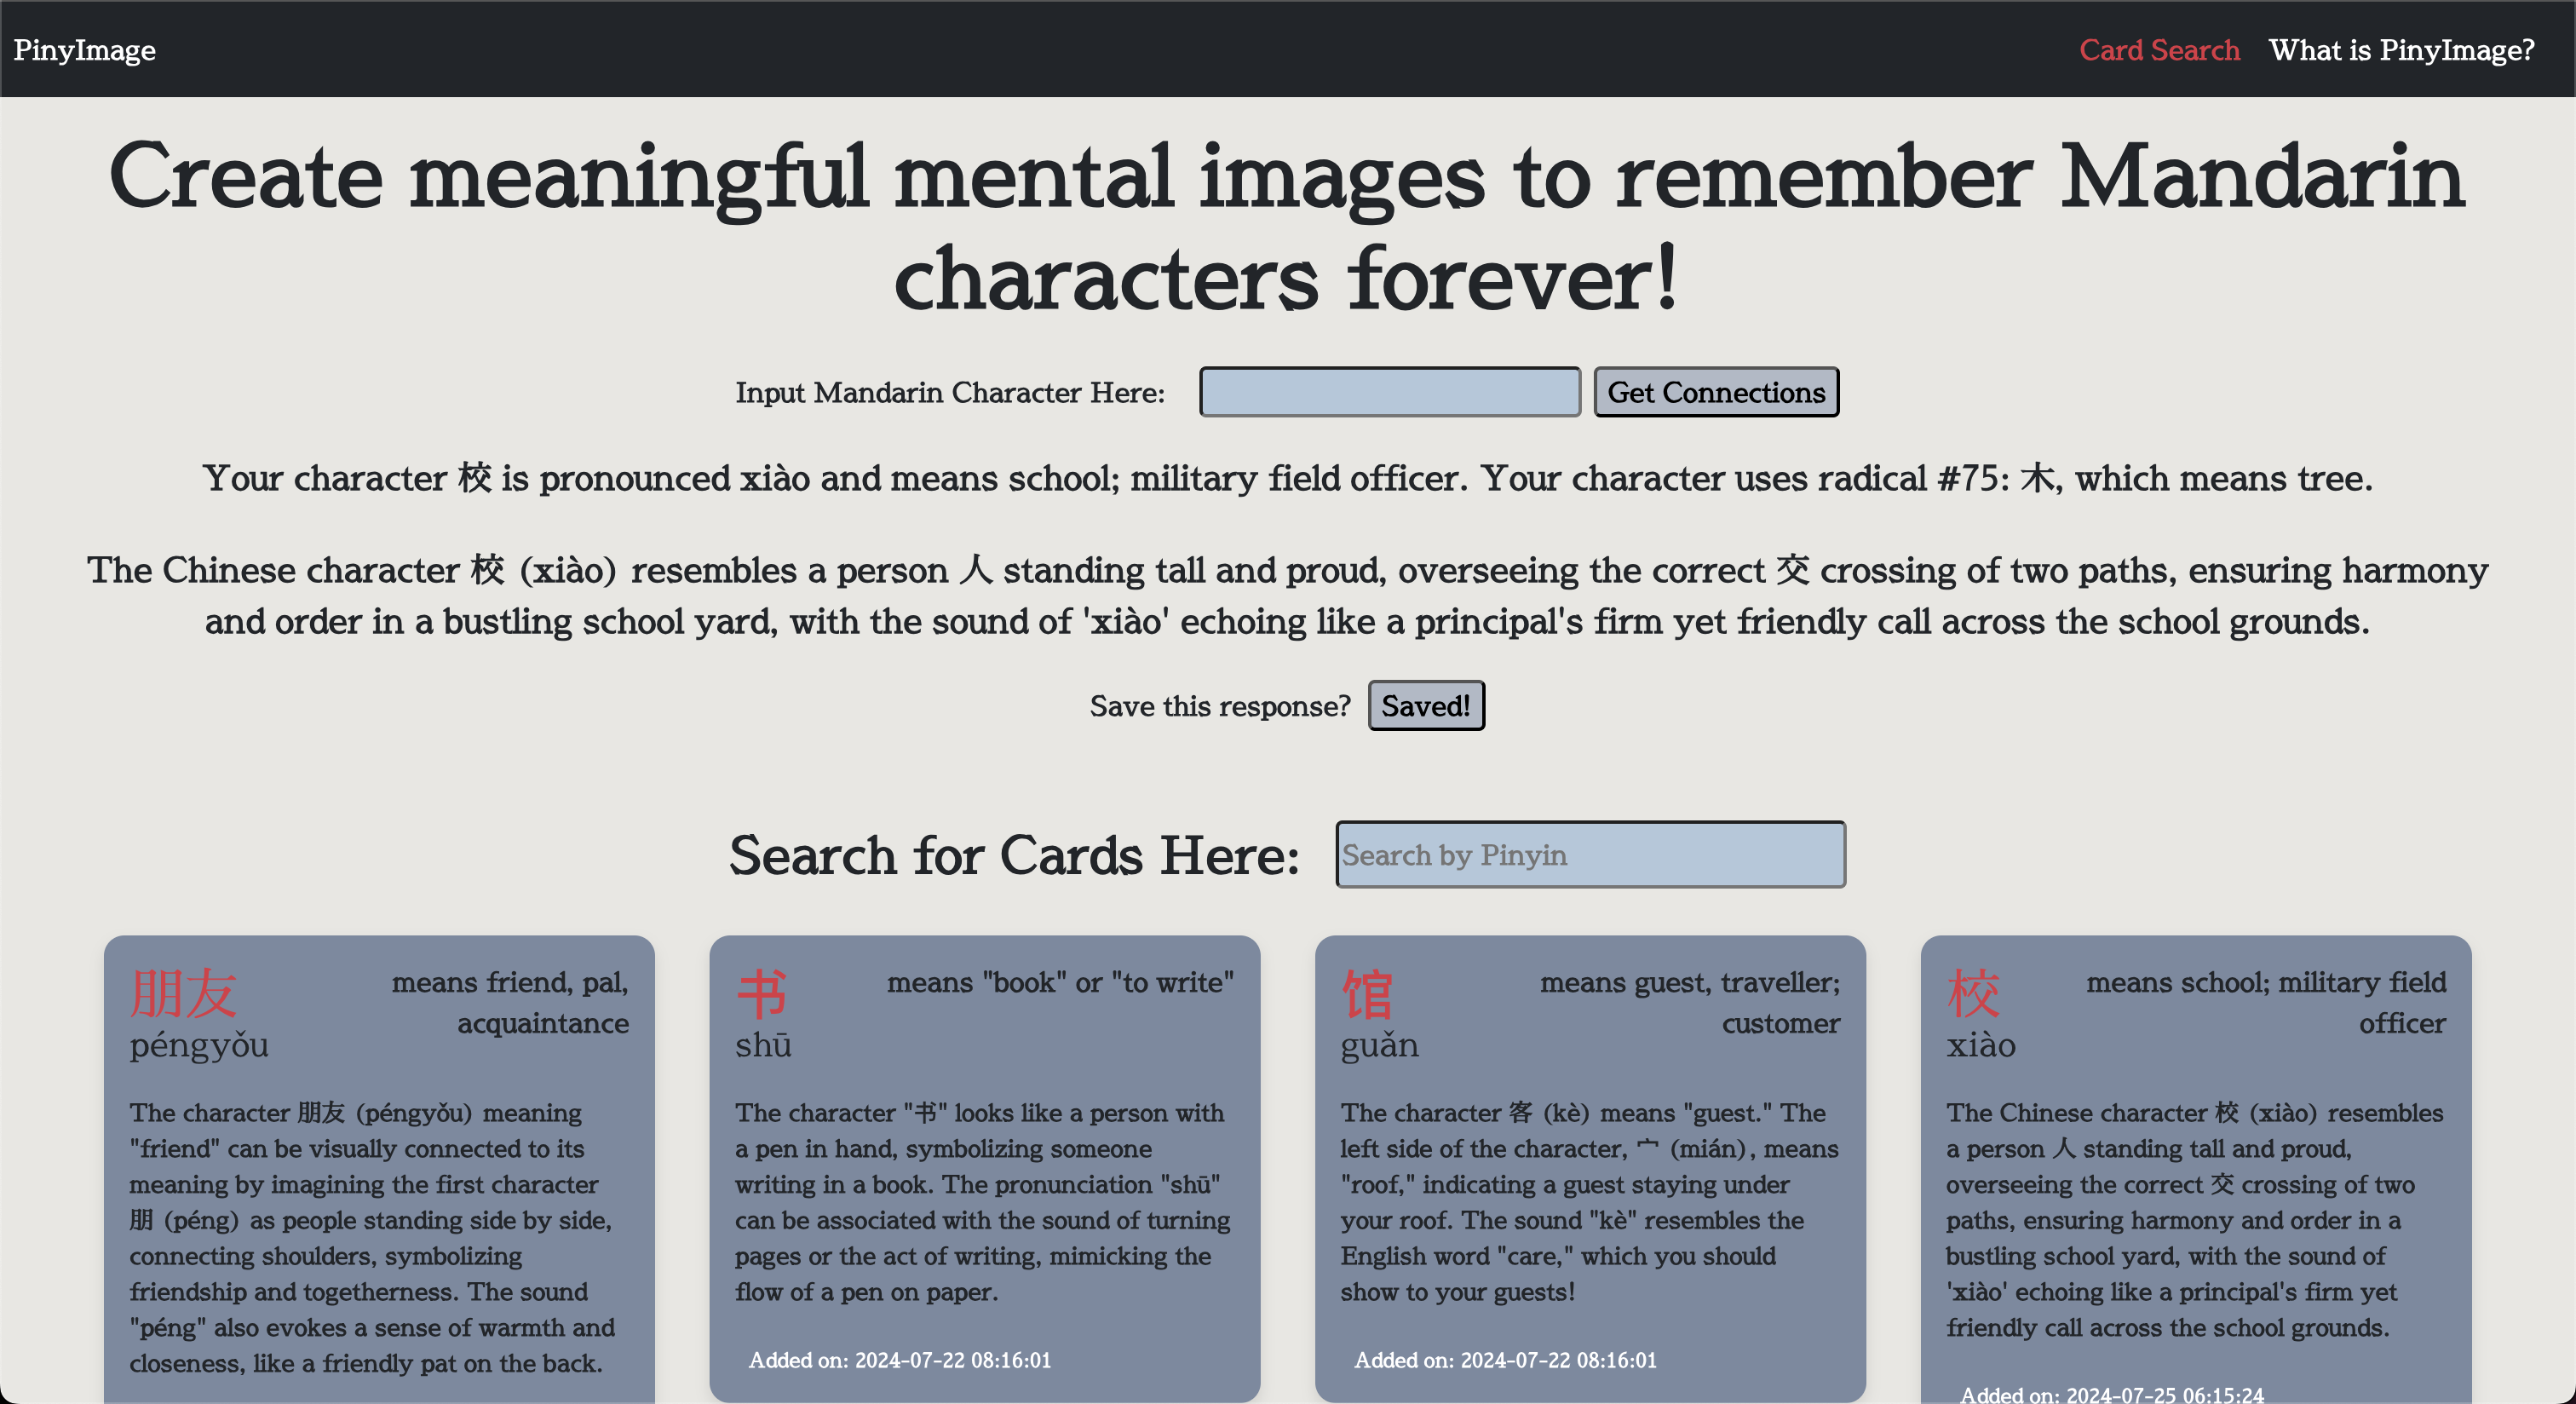 PinyImage
Card Search
What is PinyImage?
Create meaningful mental images to remember Mandarin
characters forever!
Input Mandarin Character Here:
Get Connections
Your character 校 is pronounced xiào and means school; military field officer. Your character uses radical #75: 木, which means tree.
The Chinese character 校 (xiào) resembles a person 人 standing tall and proud, overseeing the correct 交 crossing of two paths, ensuring harmony
and order in a bustling school yard, with the sound of 'xiào' echoing like a principal's firm yet friendly call across the school grounds.
Save this response? Saved!
Search for Cards Here:
Search by Pinyin
朋友
péngyǒu
means friend, pal,
acquaintance
The character 朋友 (péngyǒu) meaning
"friend" can be visually connected to its
meaning by imagining the first character
朋 (péng) as people standing side by side,
connecting shoulders, symbolizing
friendship and togetherness. The sound
"péng" also evokes a sense of warmth and
closeness, like a friendly pat on the back.
书
shū
means "book" or "to write"
The character "书" looks like a person with
a pen in hand, symbolizing someone
writing in a book. The pronunciation "shū"
can be associated with the sound of turning
pages or the act of writing, mimicking the
flow of a pen on paper.
Added on: 2024-07-22 08:16:01
馆
guǎn
means guest, traveller;
customer
The character 客 (kè) means "guest." The
left side of the character, 宀 (mián), means
"roof," indicating a guest staying under
your roof. The sound "kè" resembles the
English word "care," which you should
show to your guests!
Added on: 2024-07-22 08:16:01
校
xiào
means school; military field
officer
The Chinese character 校 (xiào) resembles
a person 人 standing tall and proud,
overseeing the correct 交 crossing of two
paths, ensuring harmony and order in a
bustling school yard, with the sound of
'xiào' echoing like a principal's firm yet
friendly call across the school grounds.
Added on: 2024-07-25 06:15:24